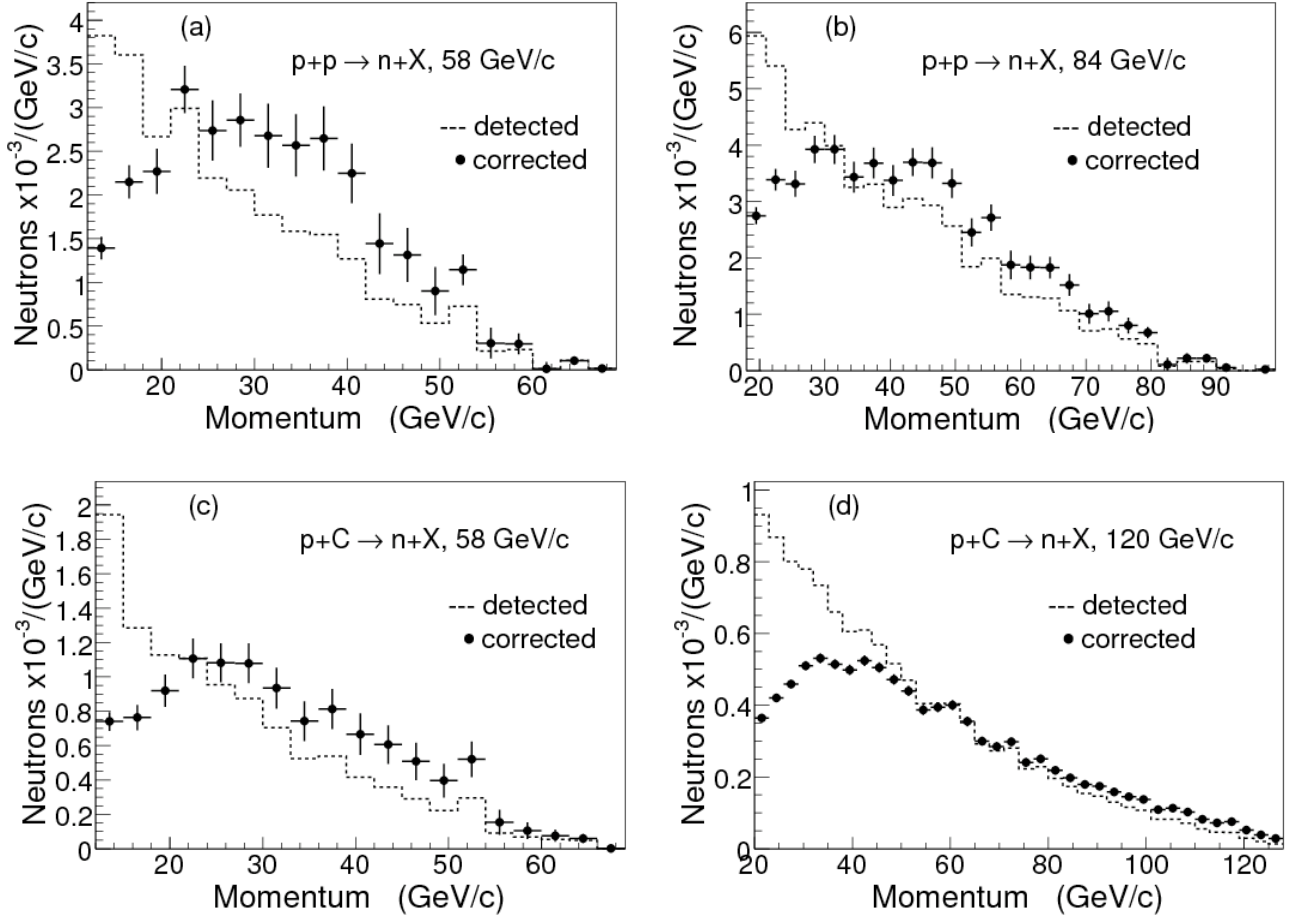 (a)
p+p → n+X, 58 GeV/c
detected
corrected
4
3.5
3
2.5
2
1.5
1
0.5
0
20 30 40 50 60
Neutrons x10⁻³/(GeV/c)
Momentum (GeV/c)
(b)
p+p → n+X, 84 GeV/c
detected
corrected
6
5
4
3
2
1
0
20 30 40 50 60 70 80 90
Neutrons x10⁻³/(GeV/c)
Momentum (GeV/c)
(c)
p+C → n+X, 58 GeV/c
detected
corrected
2
1.8
1.6
1.4
1.2
1
0.8
0.6
0.4
0.2
0
20 30 40 50 60
Neutrons x10⁻³/(GeV/c)
Momentum (GeV/c)
(d)
p+C → n+X, 120 GeV/c
detected
corrected
1
0.8
0.6
0.4
0.2
0
20 40 60 80 100 120
Neutrons x10⁻³/(GeV/c)
Momentum (GeV/c)